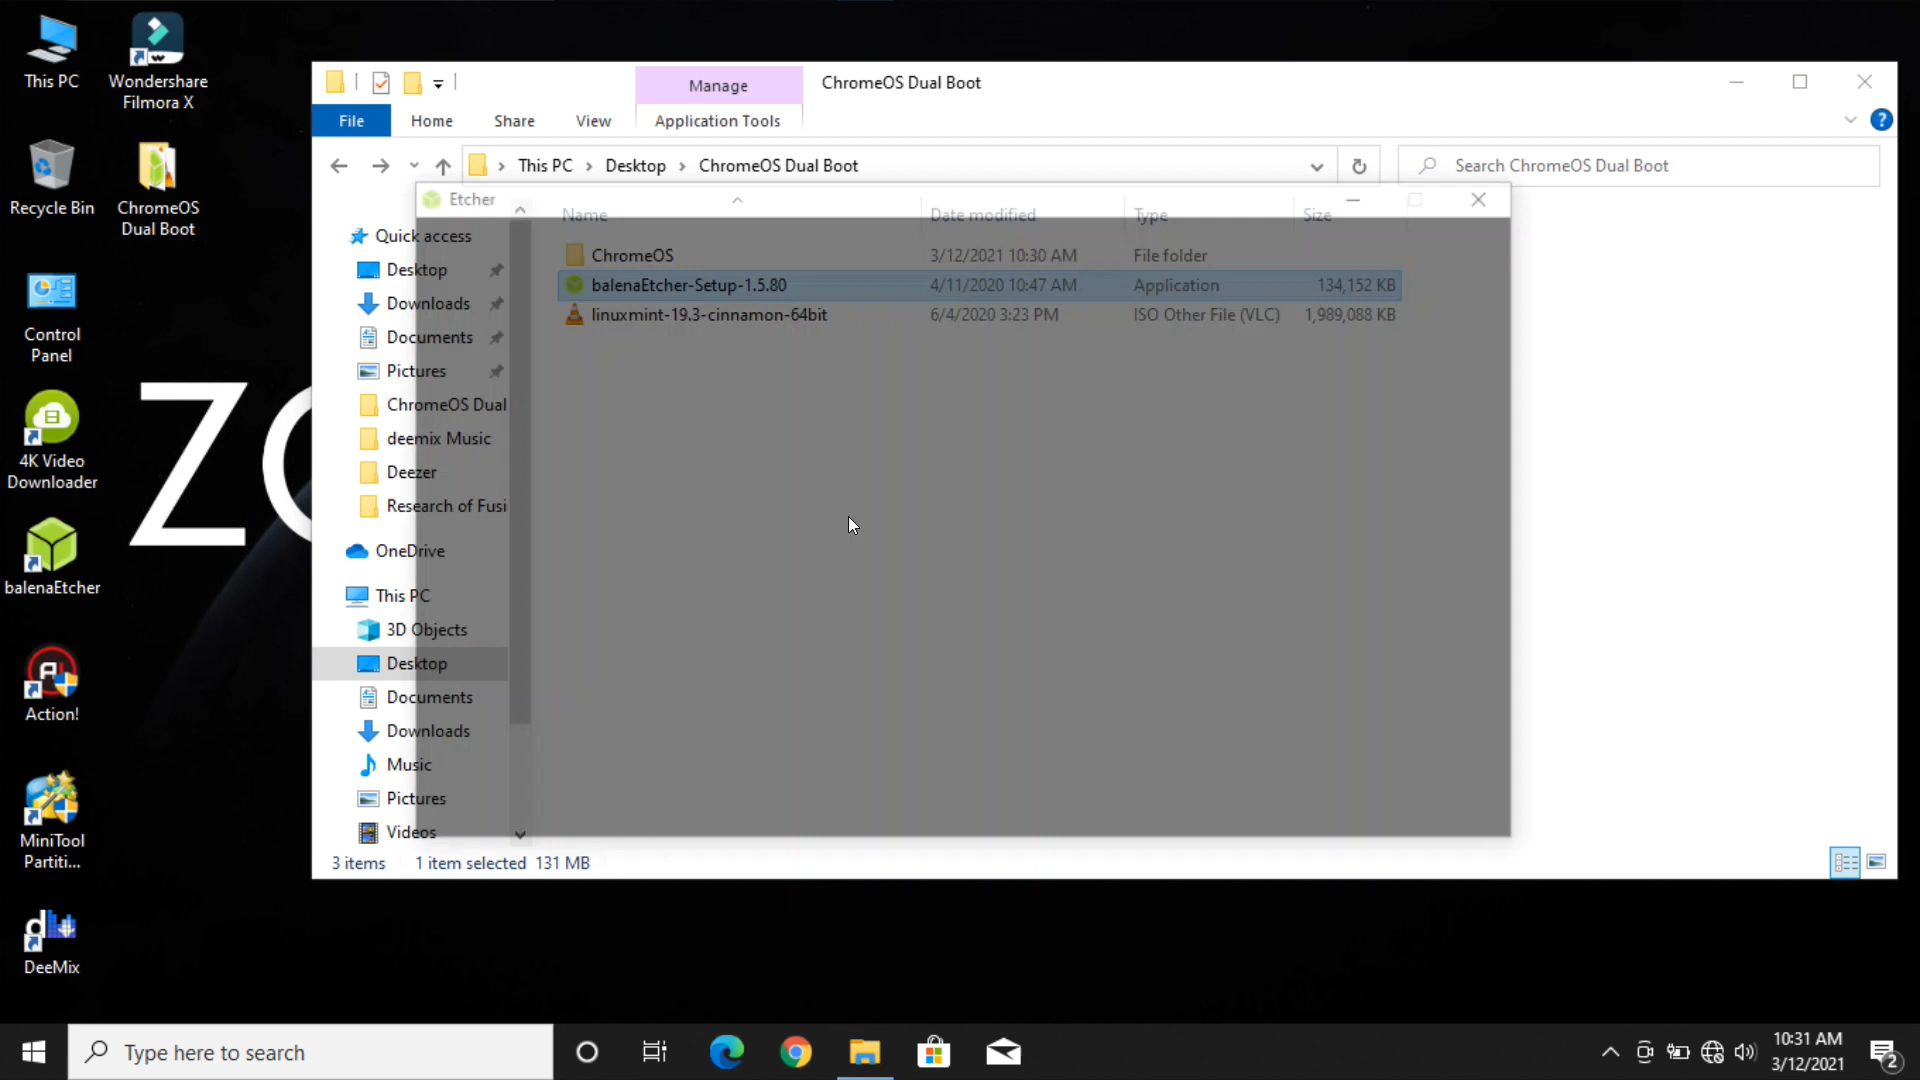 This PC
Wondershare
Filmora X
Recycle Bin
ChromeOS
Dual Boot
Control
Panel
4K Video
Downloader
balenaEtcher
Action!
MiniTool
Partiti...
DeeMix
ZO
Manage
ChromeOS Dual Boot
File
Home
Share
View
Application Tools
This PC
Desktop
ChromeOS Dual Boot
Search ChromeOS Dual Boot
Etcher
Name
Date modified
Type
Size
ChromeOS
3/12/2021 10:30 AM
File folder
balenaEtcher-Setup-1.5.80
4/11/2020 10:47 AM
Application
134,152 KB
linuxmint-19.3-cinnamon-64bit
6/4/2020 3:23 PM
ISO Other File (VLC)
1,989,088 KB
Quick access
Desktop
Downloads
Documents
Pictures
ChromeOS Dual
deemix Music
Deezer
Research of Fusi
OneDrive
This PC
3D Objects
Desktop
Documents
Downloads
Music
Pictures
Videos
3 items
1 item selected 131 MB
Type here to search
10:31 AM
3/12/2021
2